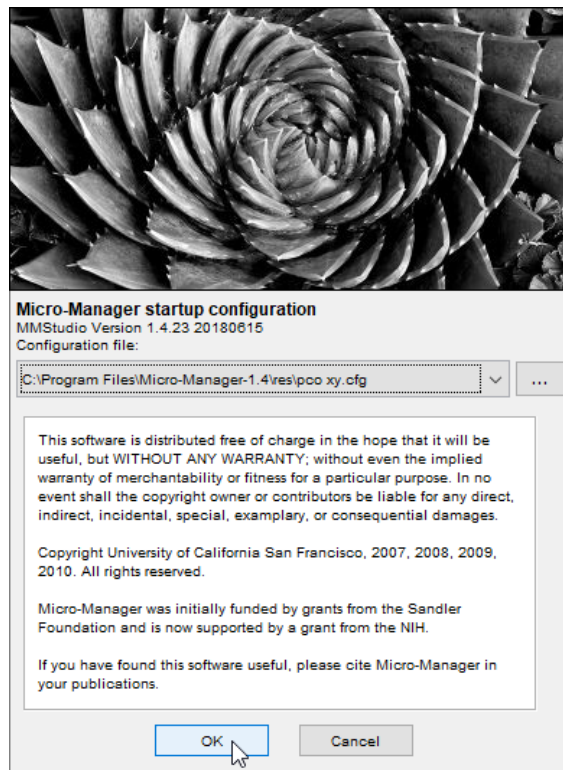 Micro-Manager startup configuration
MMStudio Version 1.4.23 20180615
Configuration file:
C:\Program Files\Micro-Manager-1.4\res\pco xy.cfg
...
This software is distributed free of charge in the hope that it will be
useful, but WITHOUT ANY WARRANTY; without even the implied
warranty of merchantability or fitness for a particular purpose. In no
event shall the copyright owner or contributors be liable for any direct,
indirect, incidental, special, examplary, or consequential damages.
Copyright University of California San Francisco, 2007, 2008, 2009,
2010. All rights reserved.
Micro-Manager was initially funded by grants from the Sandler
Foundation and is now supported by a grant from the NIH.
If you have found this software useful, please cite Micro-Manager in
your publications.
OK Cancel